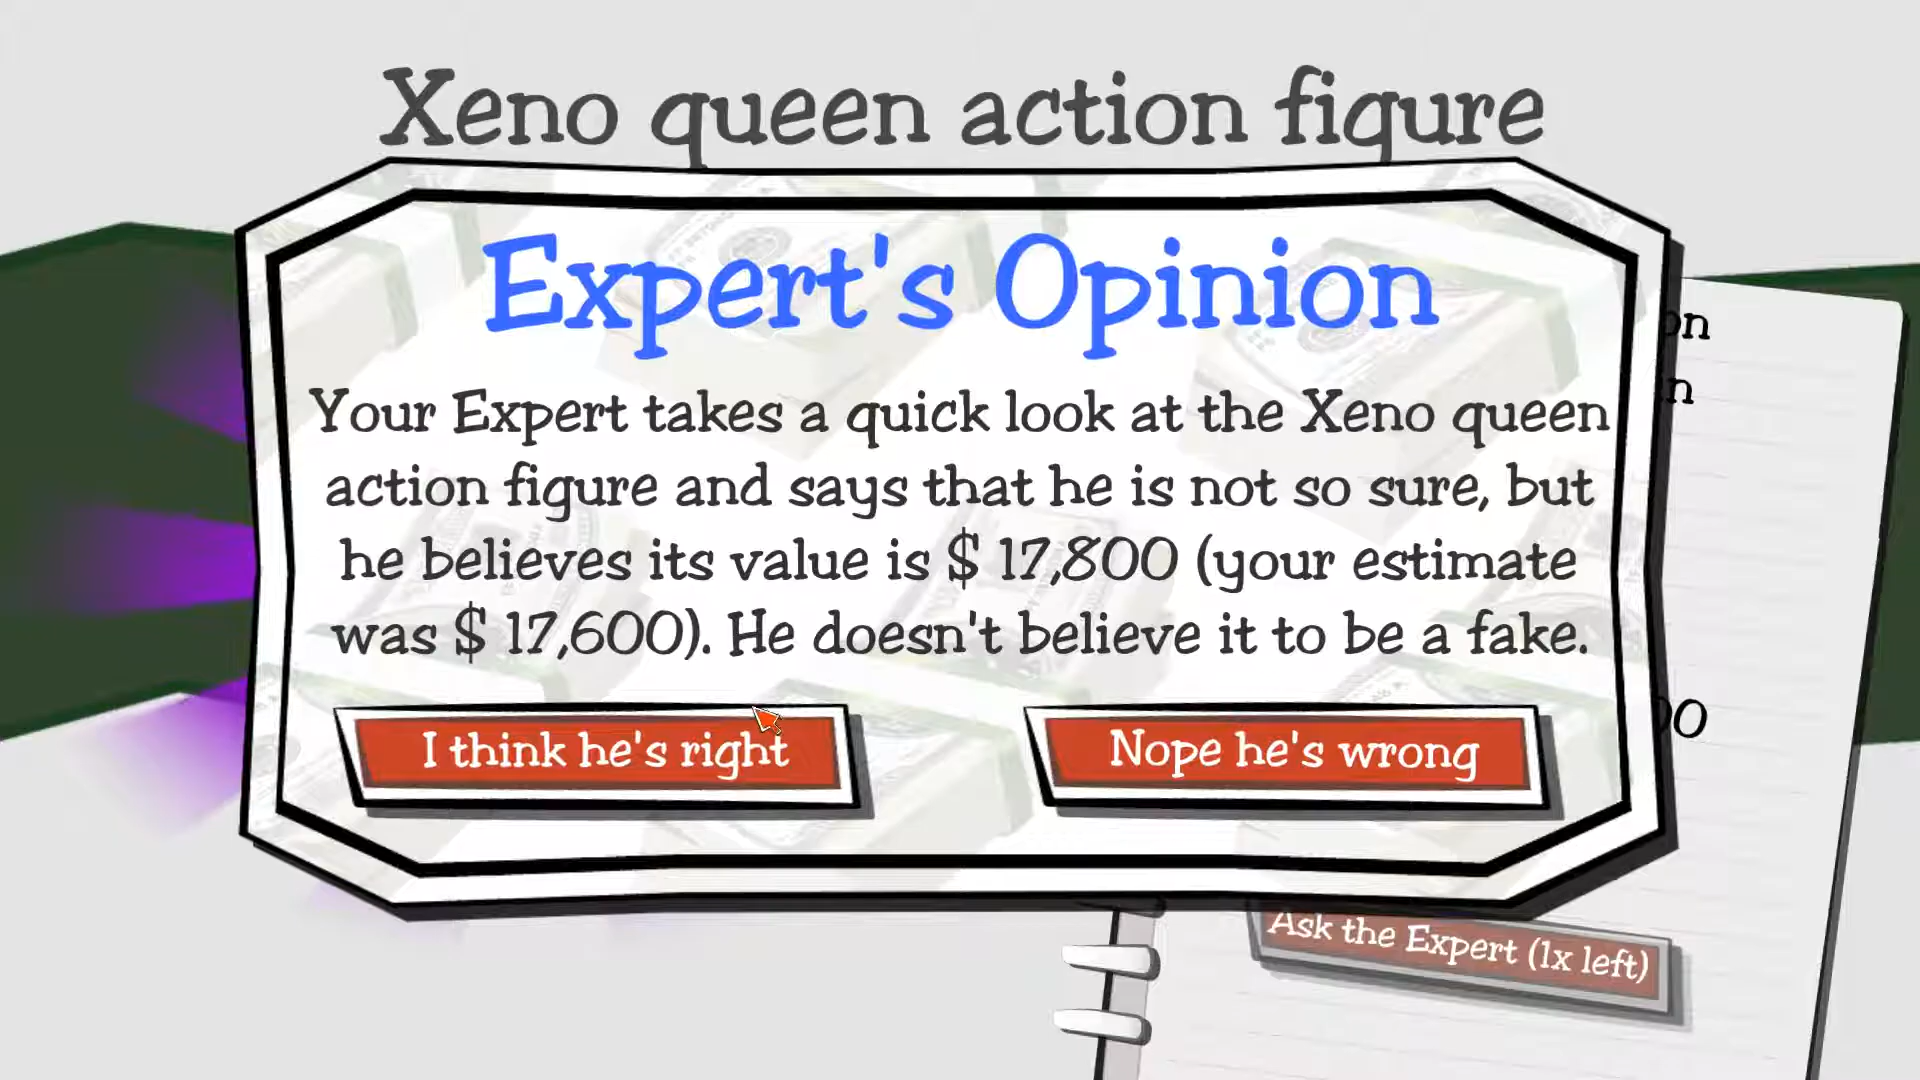 Xeno queen action figure
Expert's Opinion
Your Expert takes a quick look at the Xeno queen
action figure and says that he is not so sure, but
he believes its value is $ 17,800 (your estimate
was $ 17,600). He doesn't believe it to be a fake.
I think he's right
Nope he's wrong
Ask the Expert (1x left)